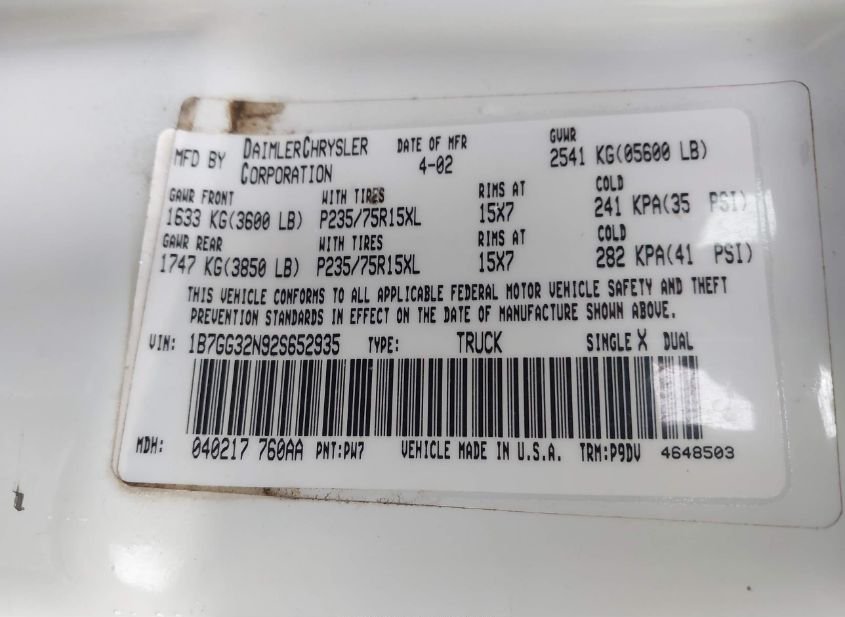 MFD BY DAIMLERCHRYSLER CORPORATION DATE OF MFR 4-02 GVWR 2541 KG(05600 LB)
GAWR FRONT WITH TIRES RIMS AT COLD
1633 KG(3600 LB) P235/75R15XL 15X7 241 KPA(35 PSI)
GAWR REAR WITH TIRES RIMS AT COLD
1747 KG(3850 LB) P235/75R15XL 15X7 282 KPA(41 PSI)
THIS VEHICLE CONFORMS TO ALL APPLICABLE FEDERAL MOTOR VEHICLE SAFETY AND THEFT
PREVENTION STANDARDS IN EFFECT ON THE DATE OF MANUFACTURE SHOWN ABOVE.
VIN: 1B7GG32N92S652935 TYPE: TRUCK SINGLE X DUAL
MDH: 040217 760AA PNT:PW7 VEHICLE MADE IN U.S.A. TRM:P9DV 4648503